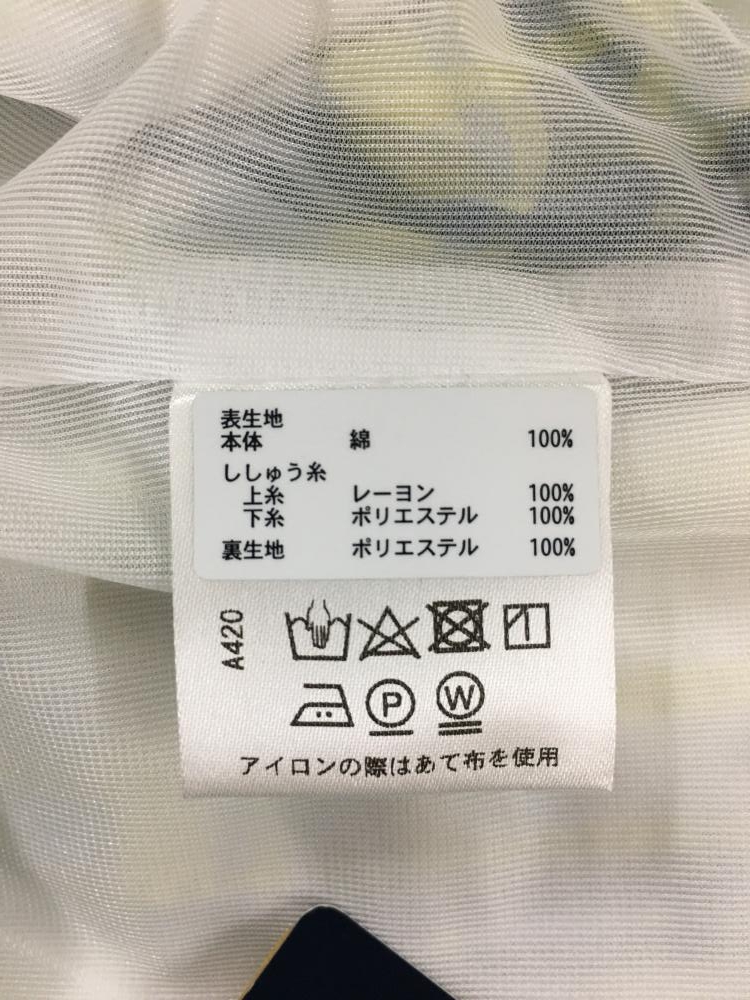 表生地
本体 綿 100%
ししゅう糸
上糸 レーヨン 100%
下糸 ポリエステル 100%
裏生地 ポリエステル 100%
A420
P W
アイロンの際はあて布を使用